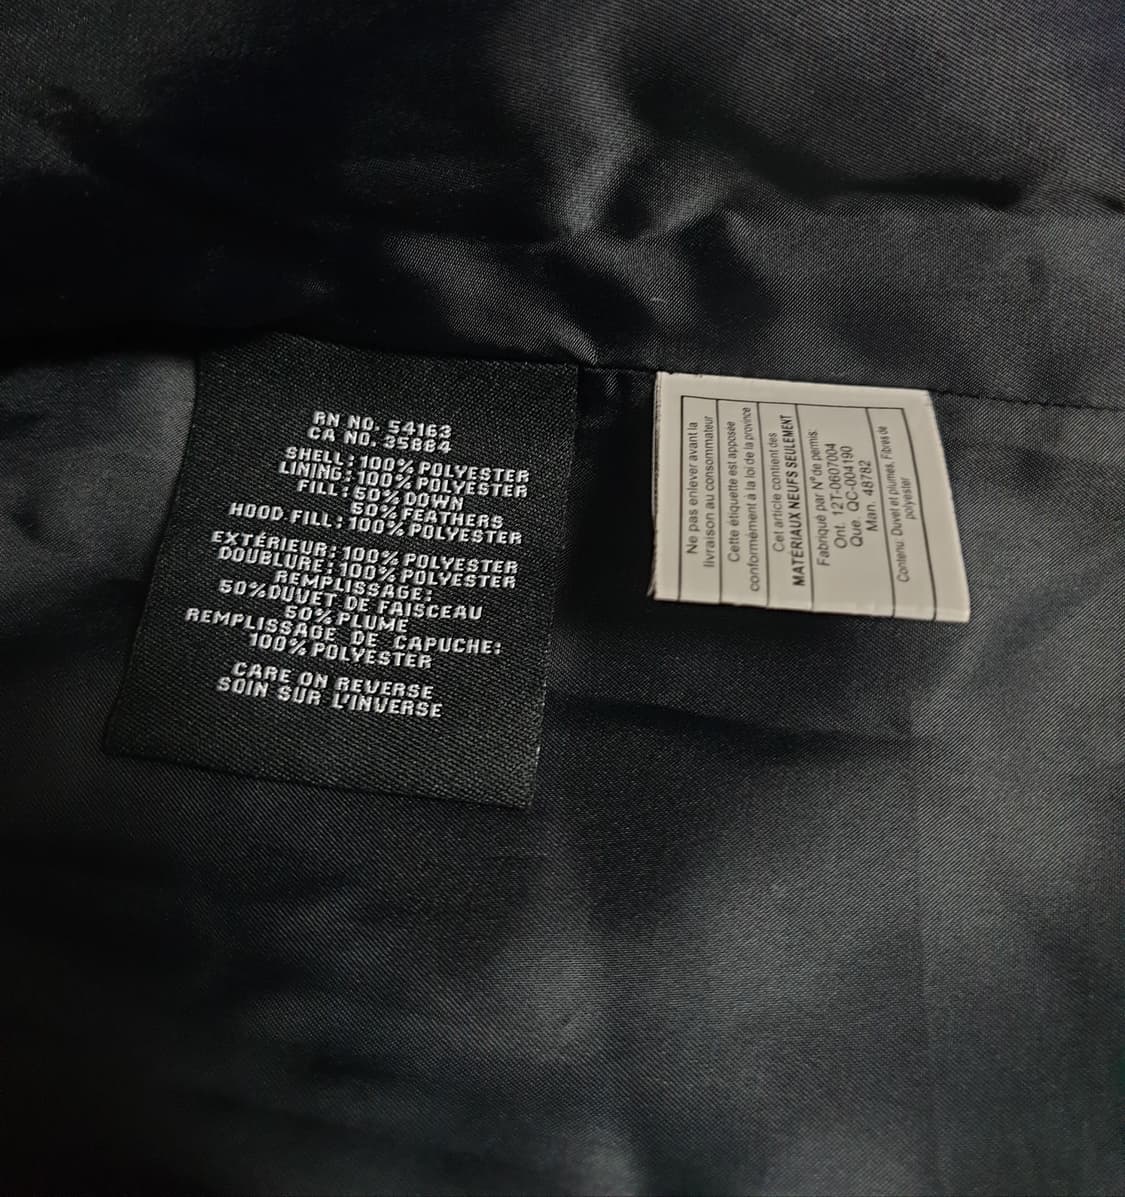 RN NO. 54163
CA NO. 35884
SHELL: 100% POLYESTER
LINING: 100% POLYESTER
FILL: 50% DOWN
50% FEATHERS
HOOD FILL: 100% POLYESTER
EXTÉRIEUR: 100% POLYESTER
DOUBLURE: 100% POLYESTER
REMPLISSAGE:
50%DUVET DE FAISCEAU
50% PLUME
REMPLISSAGE DE CAPUCHE:
100% POLYESTER
CARE ON REVERSE
SOIN SUR L'INVERSE
Ne pas enlever avant la
livraison au consommateur
Cette étiquette est apposée
conformément à la loi de la province
Cet article contient des
MATERIAUX NEUFS SEULEMENT
Fabriqué par N° de permis:
Ont. 12T-0607004
Que. QC-004190
Man. 48782
Contenu: Duvet et plumes, Fibres de
polyester